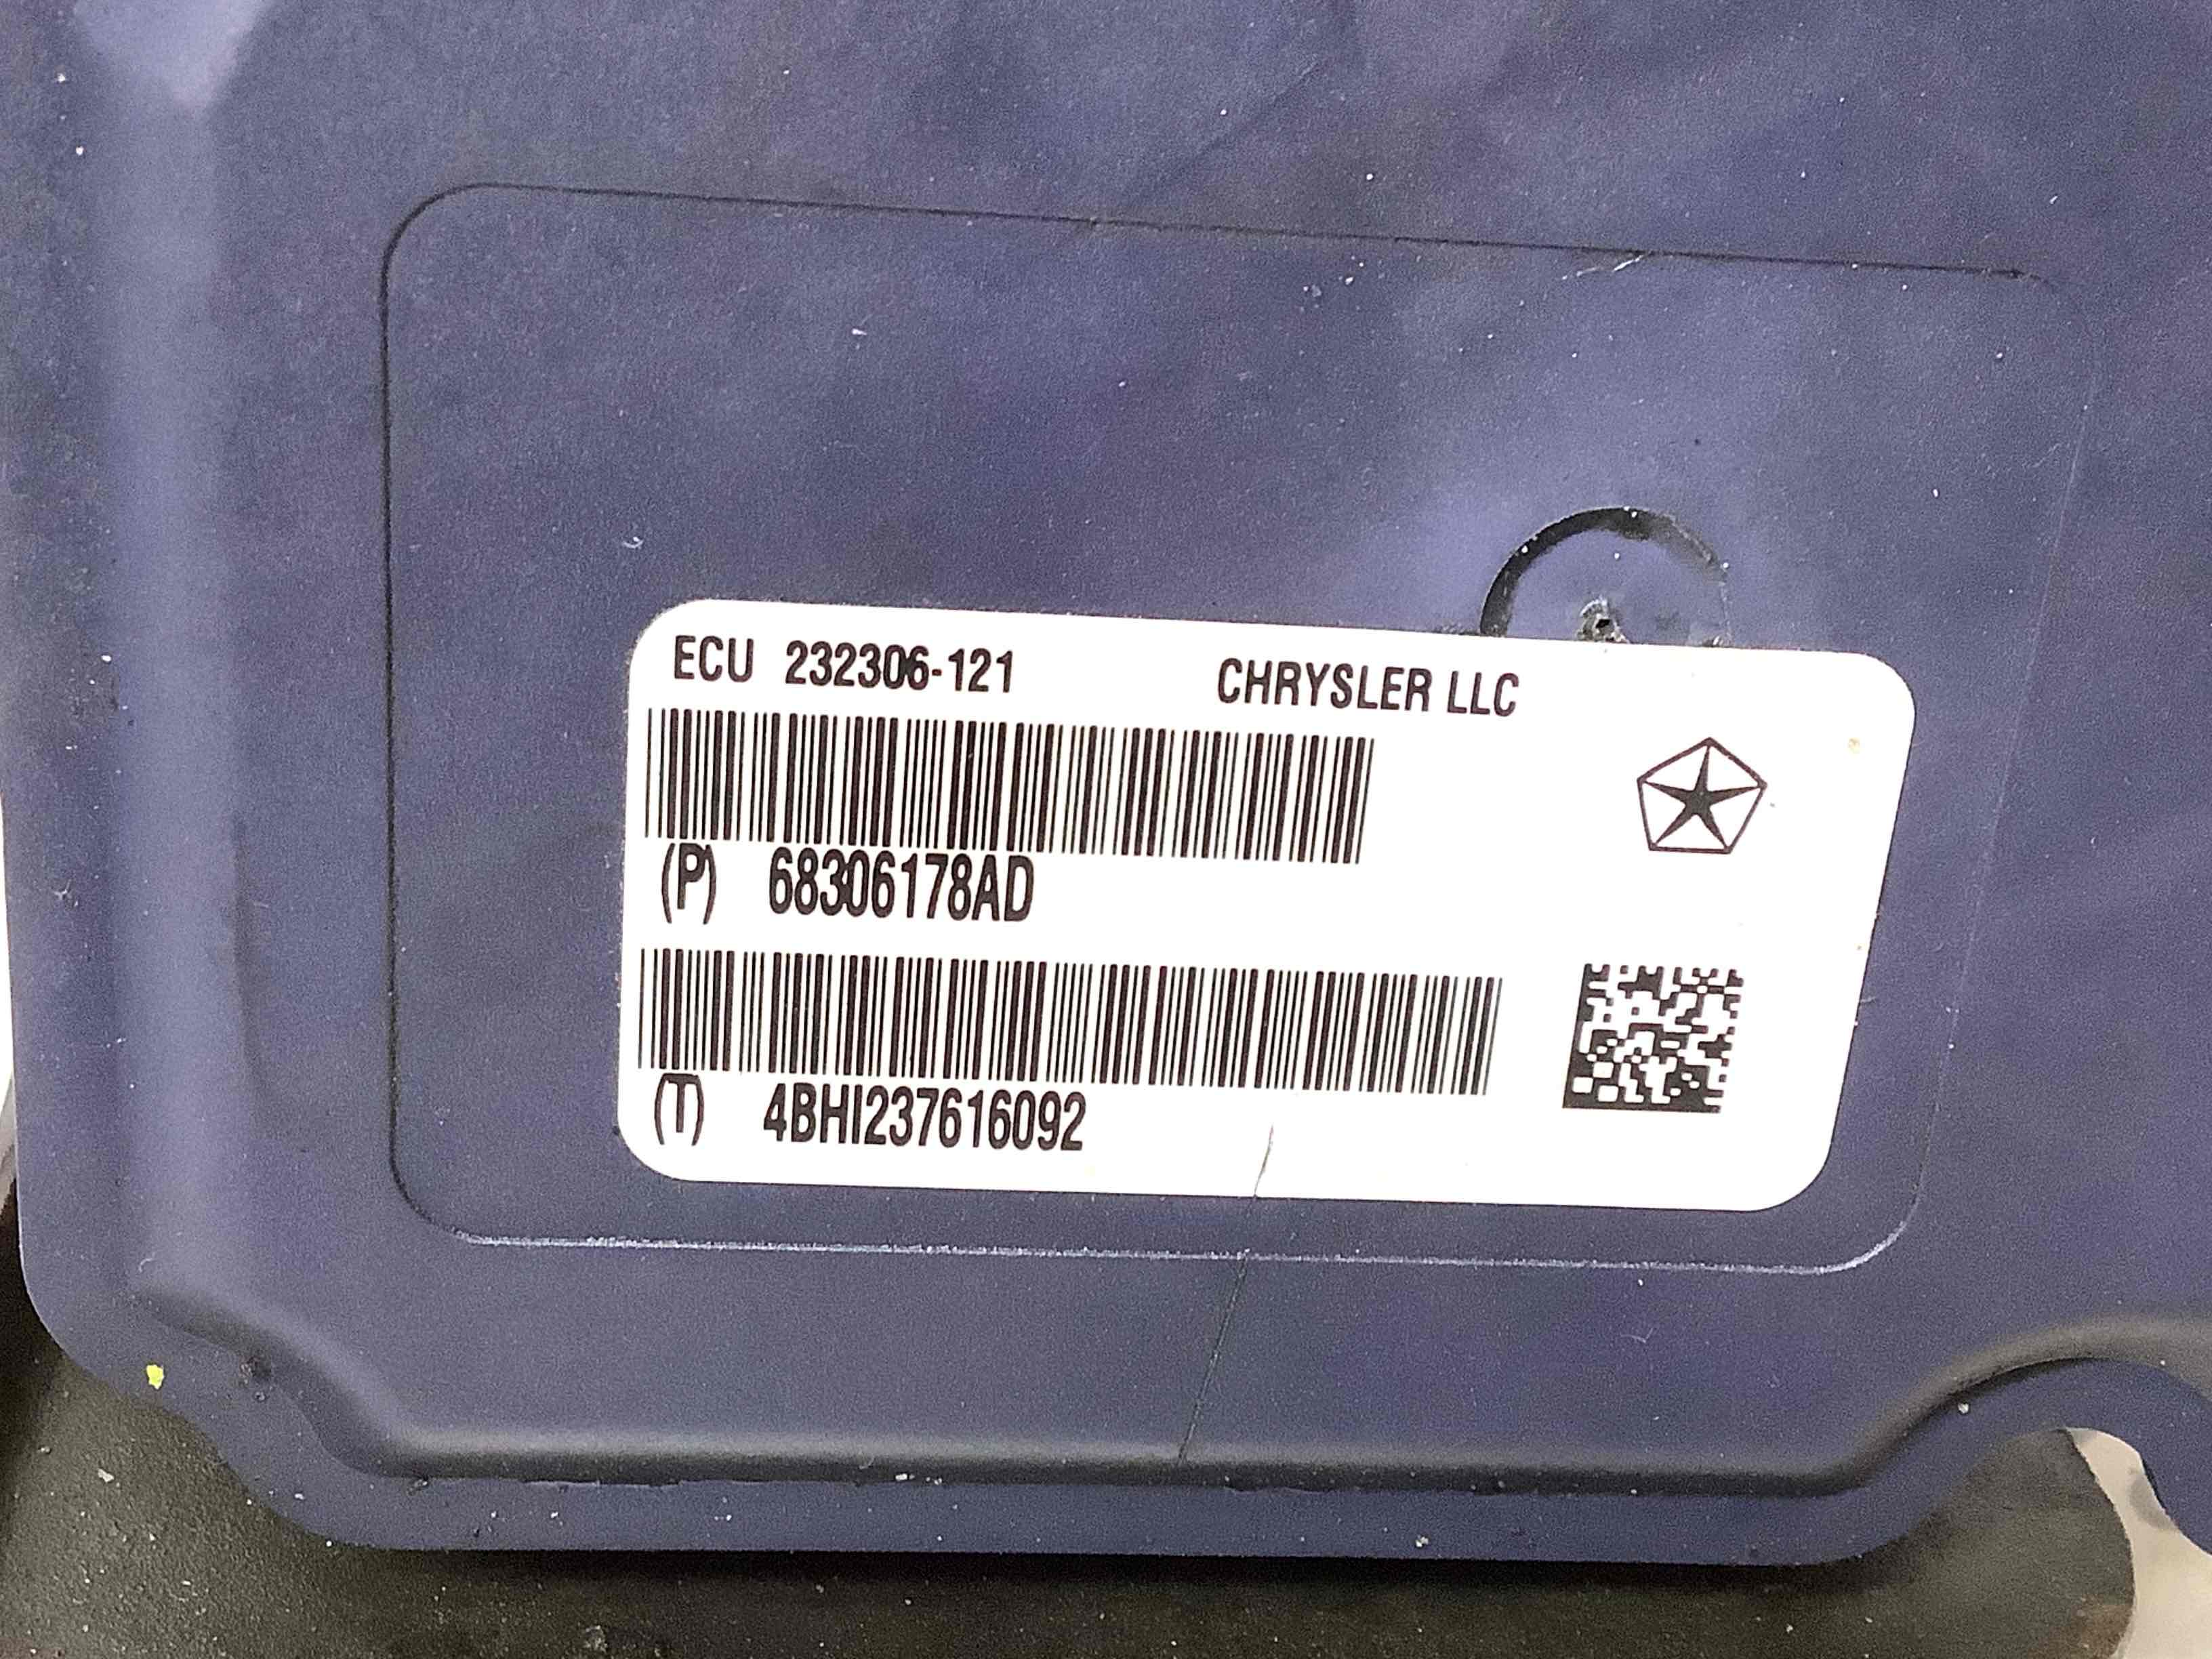 ECU 232306-121 CHRYSLER LLC
(P) 68306178AD
(T) 4BHI237616092